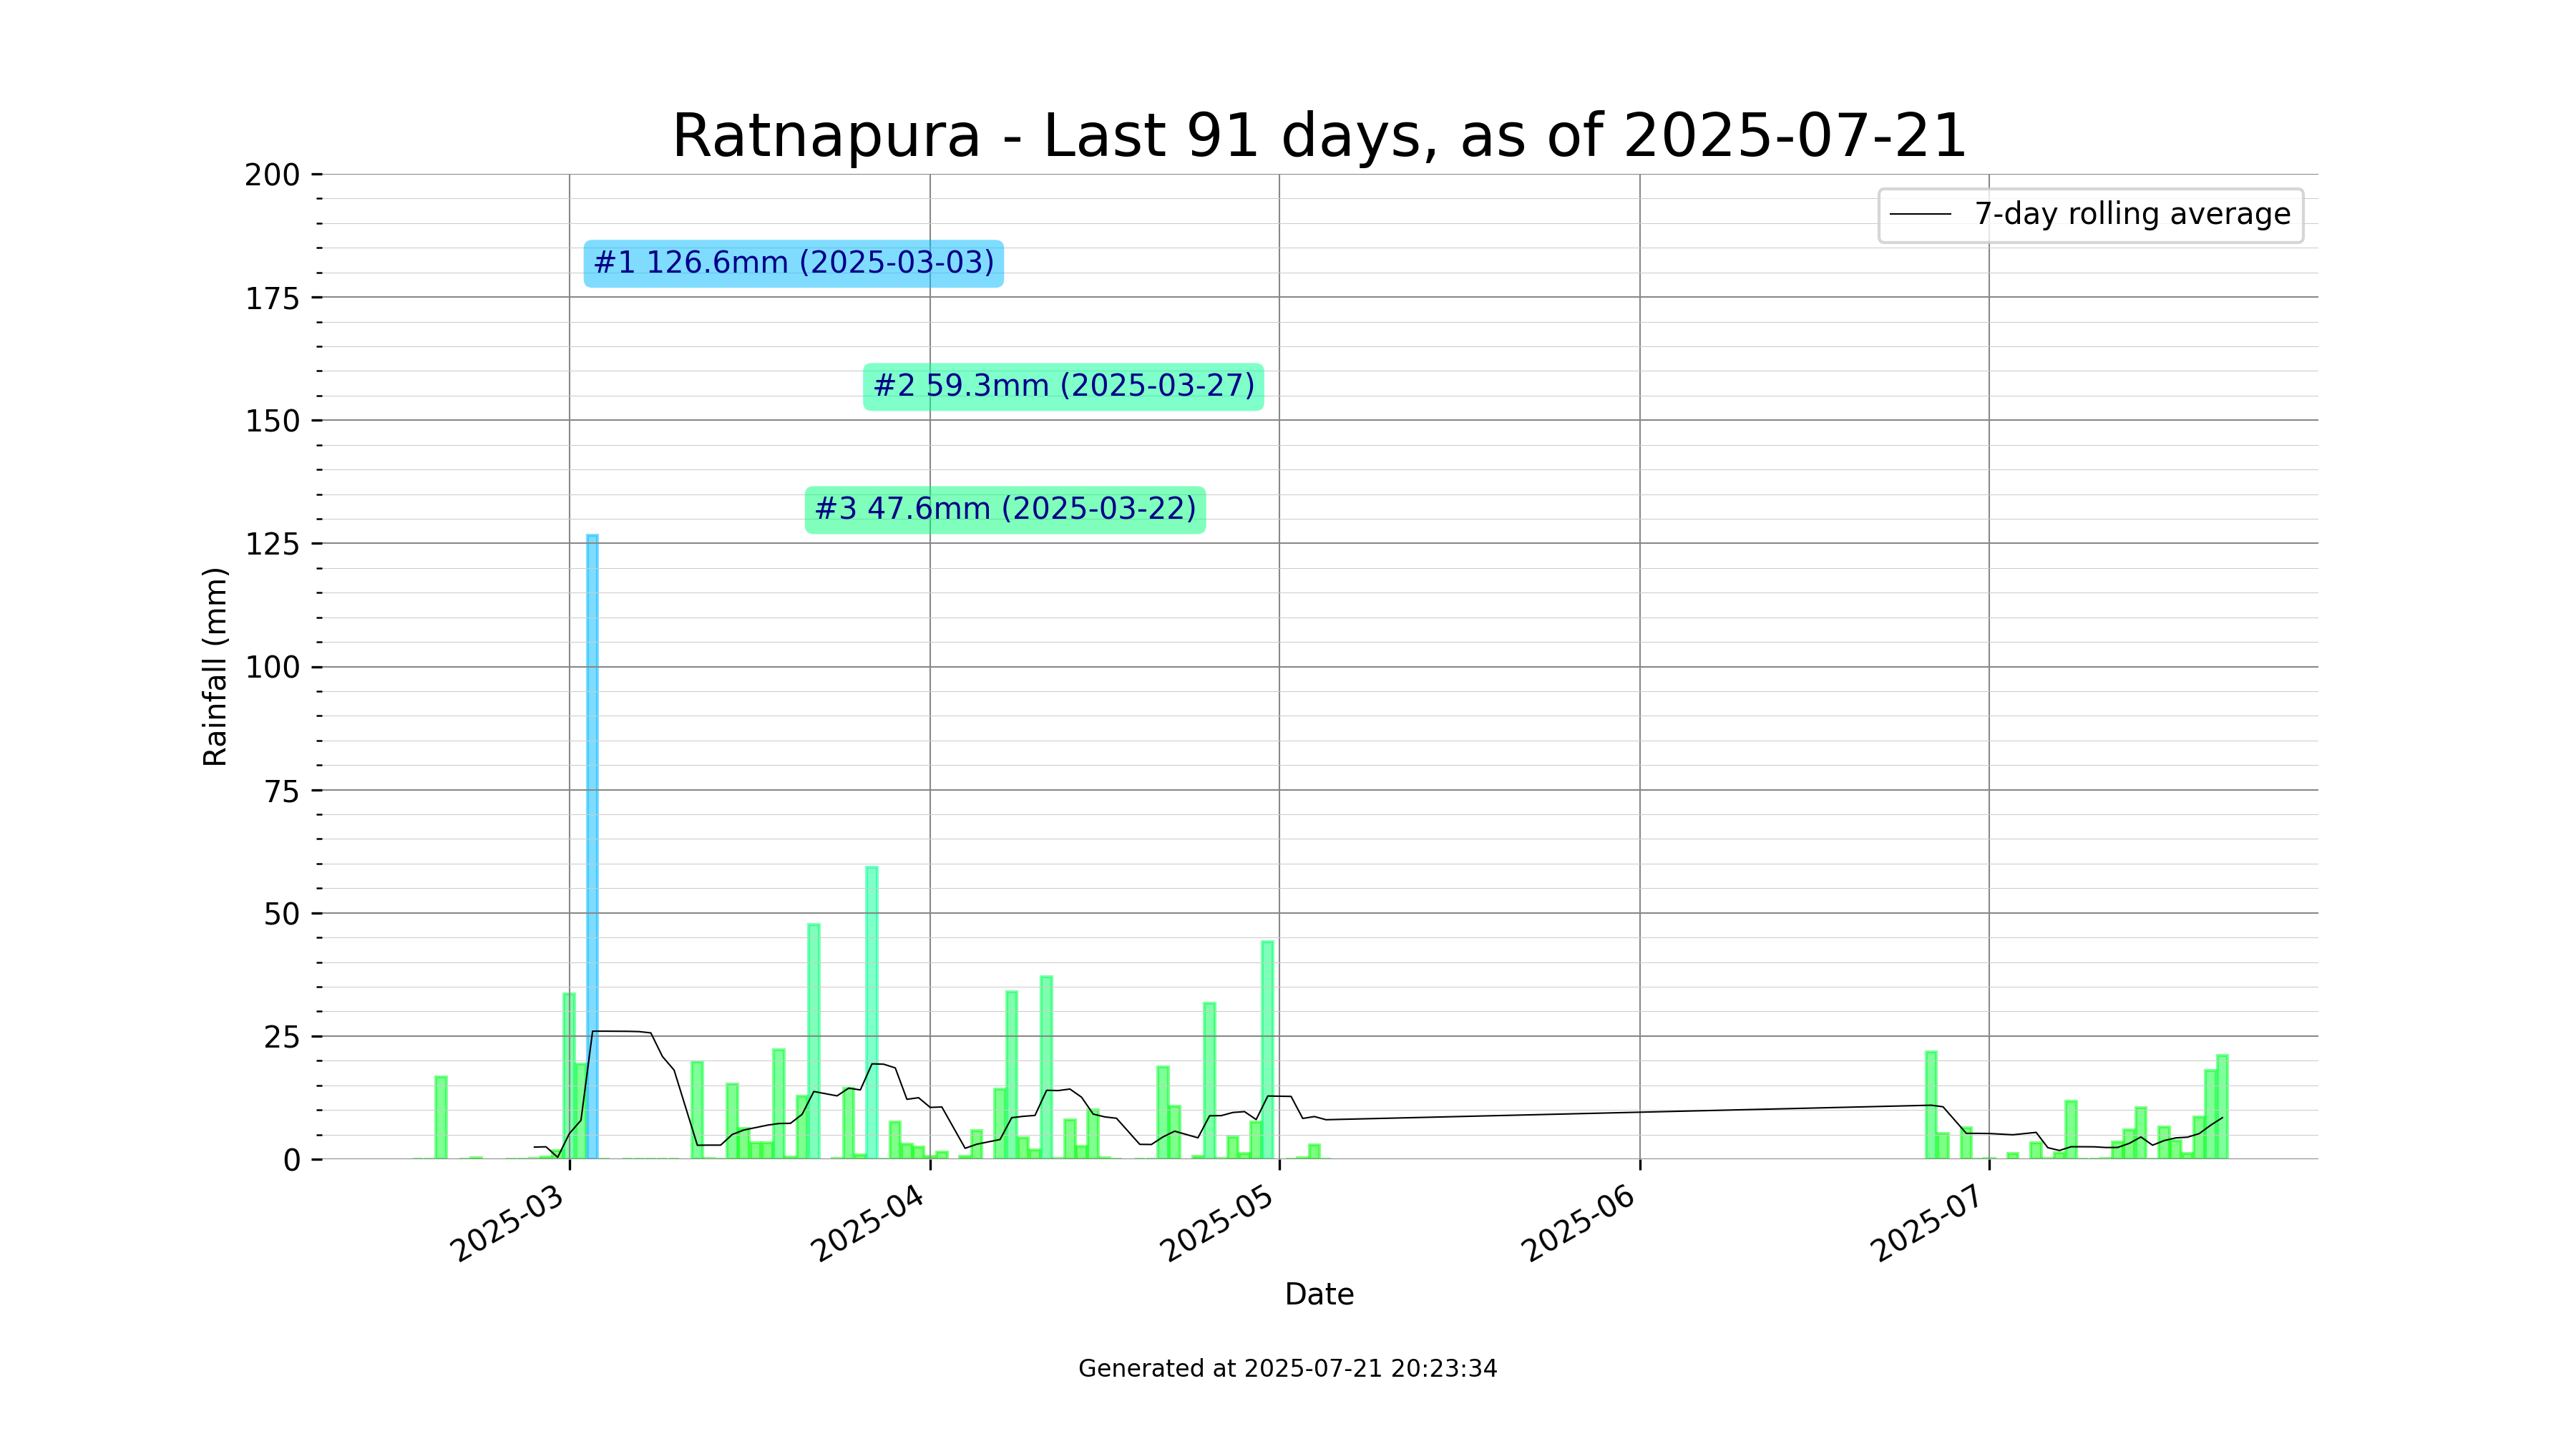 Ratnapura - Last 91 days, as of 2025-07-21
200
175
150
125
100
75
50
25
0
Rainfall (mm)
7-day rolling average
#1 126.6mm (2025-03-03)
#2 59.3mm (2025-03-27)
#3 47.6mm (2025-03-22)
2025-03
2025-04
2025-05
2025-06
2025-07
Date
Generated at 2025-07-21 20:23:34